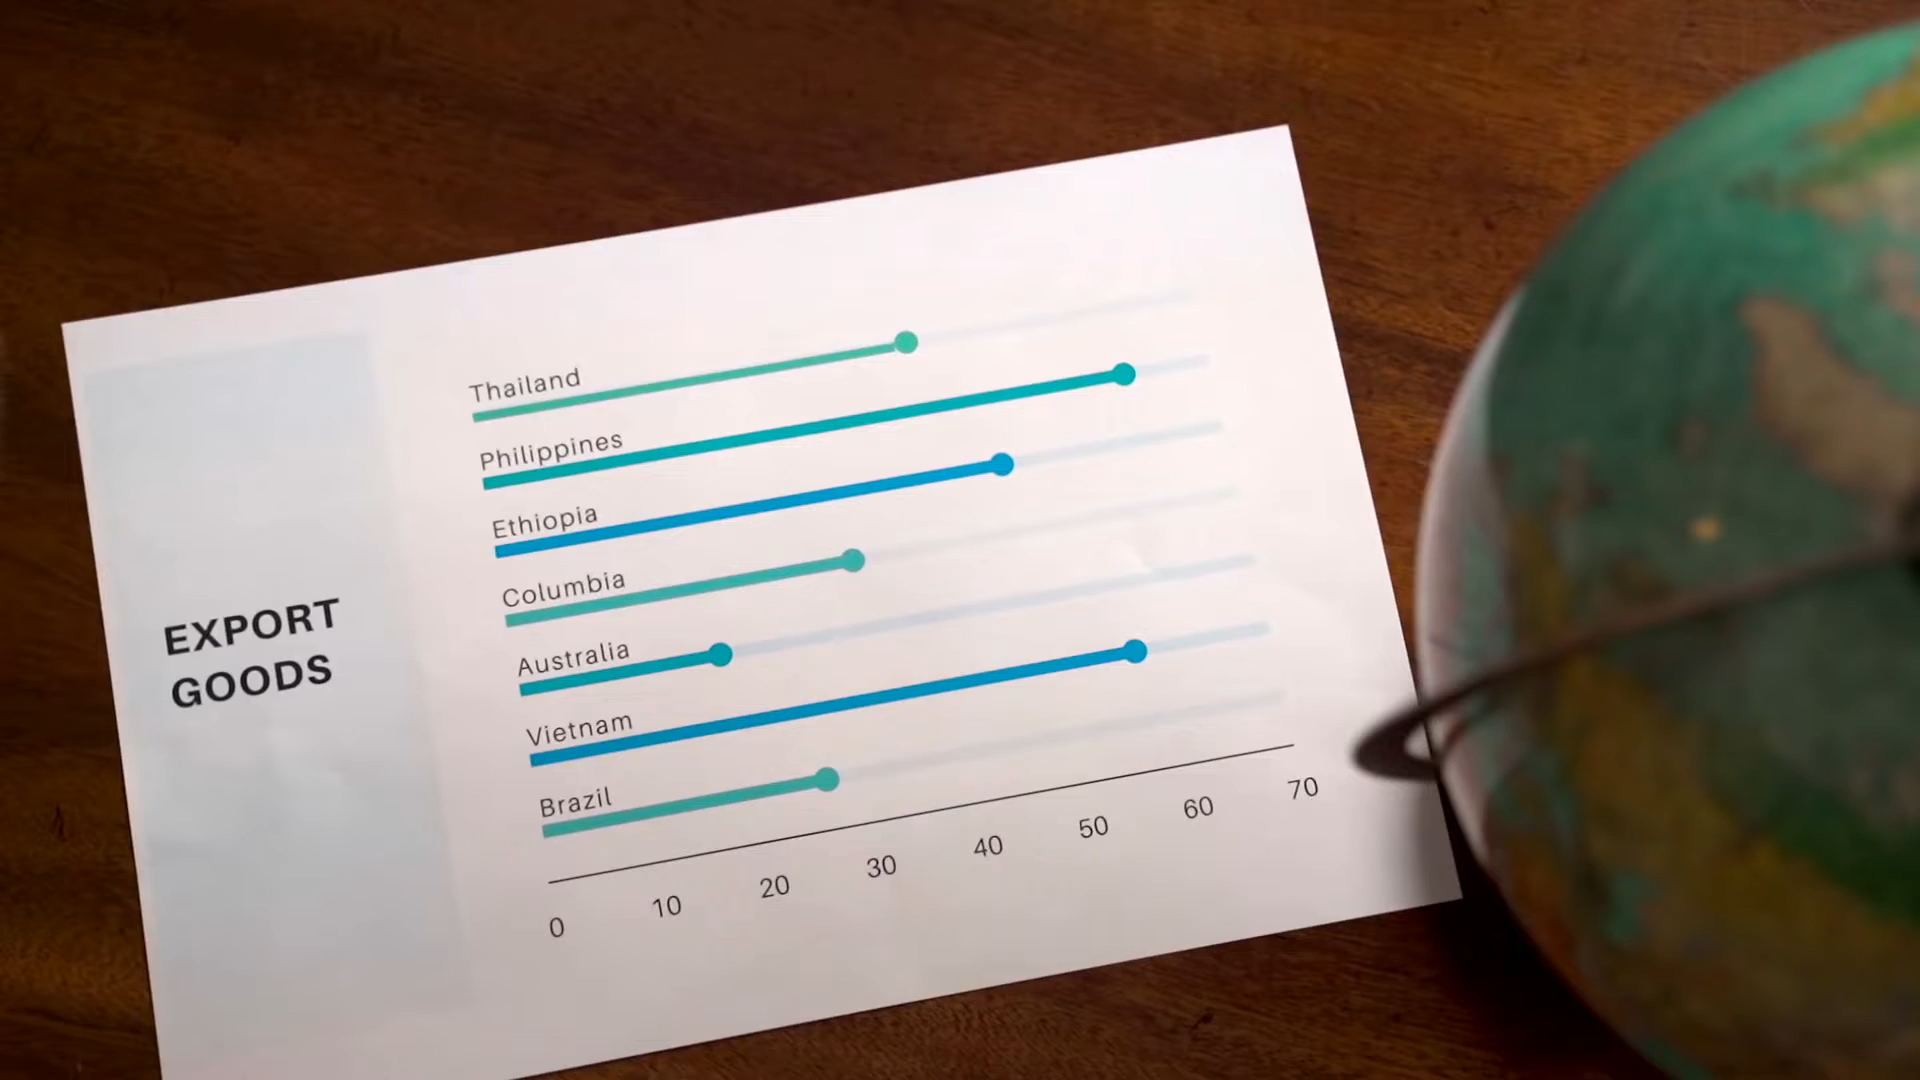 EXPORT
GOODS
Thailand
Philippines
Ethiopia
Columbia
Australia
Vietnam
Brazil
0 10 20 30 40 50 60 70